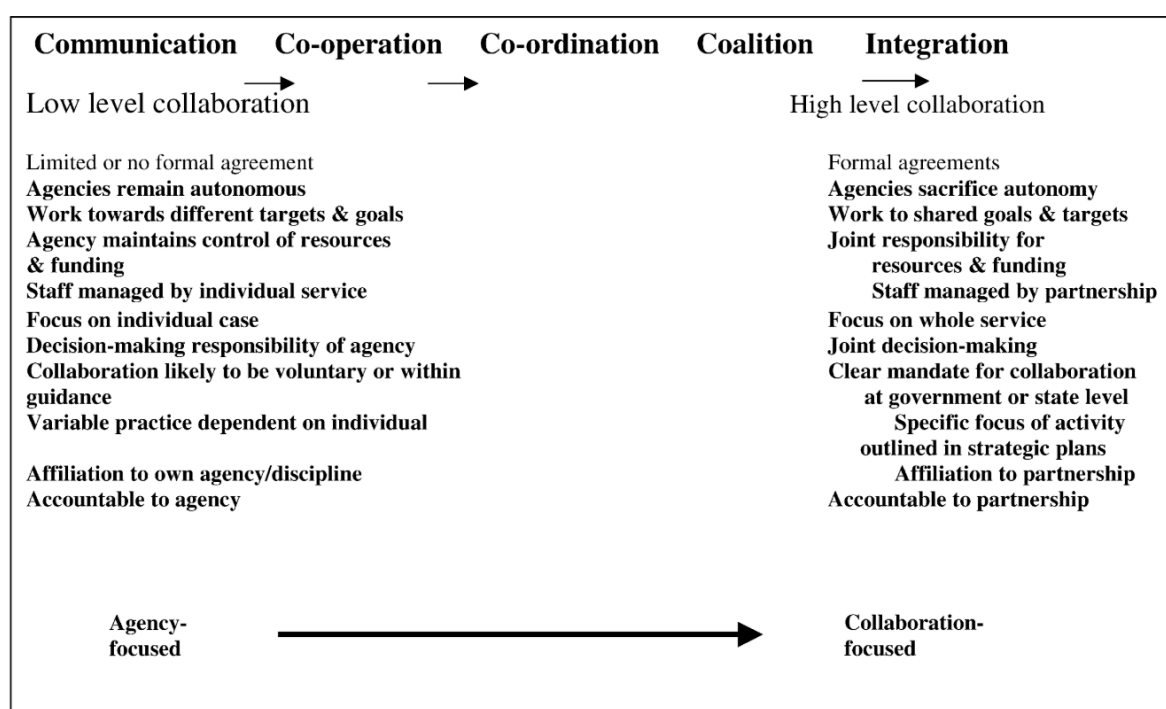 Communication Co-operation Co-ordination Coalition Integration
Low level collaboration
High level collaboration
Limited or no formal agreement
Agencies remain autonomous
Work towards different targets & goals
Agency maintains control of resources
& funding
Staff managed by individual service
Focus on individual case
Decision-making responsibility of agency
Collaboration likely to be voluntary or within
guidance
Variable practice dependent on individual
Affiliation to own agency/discipline
Accountable to agency
Formal agreements
Agencies sacrifice autonomy
Work to shared goals & targets
Joint responsibility for
resources & funding
Staff managed by partnership
Focus on whole service
Joint decision-making
Clear mandate for collaboration
at government or state level
Specific focus of activity
outlined in strategic plans
Affiliation to partnership
Accountable to partnership
Agency-
focused
Collaboration-
focused